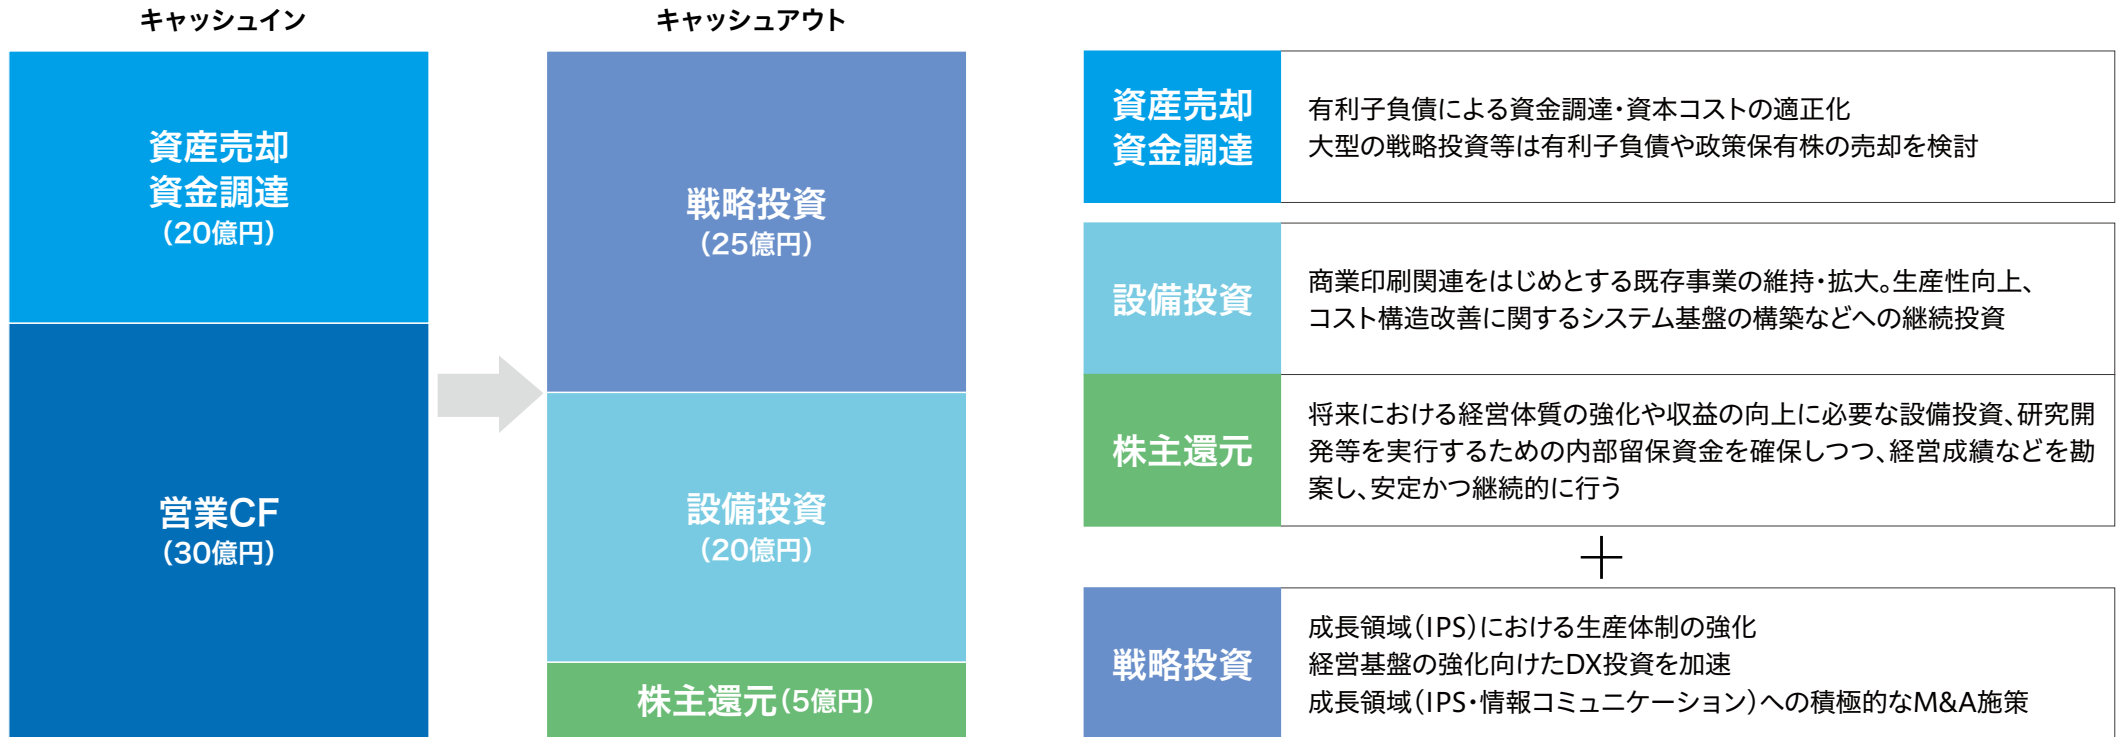 キャッシュイン
資産売却
資金調達
（20億円）
営業CF
（30億円）
キャッシュアウト
戦略投資
（25億円）
設備投資
（20億円）
株主還元（5億円）
資産売却
資金調達
有利子負債による資金調達・資本コストの適正化
大型の戦略投資等は有利子負債や政策保有株の売却を検討
設備投資
商業印刷関連をはじめとする既存事業の維持・拡大。生産性向上、
コスト構造改善に関するシステム基盤の構築などへの継続投資
株主還元
将来における経営体質の強化や収益の向上に必要な設備投資、研究開
発等を実行するための内部留保資金を確保しつつ、経営成績などを勘
案し、安定かつ継続的に行う
＋
戦略投資
成長領域（IPS）における生産体制の強化
経営基盤の強化向けたDX投資を加速
成長領域（IPS・情報コミュニケーション）への積極的なM&A施策